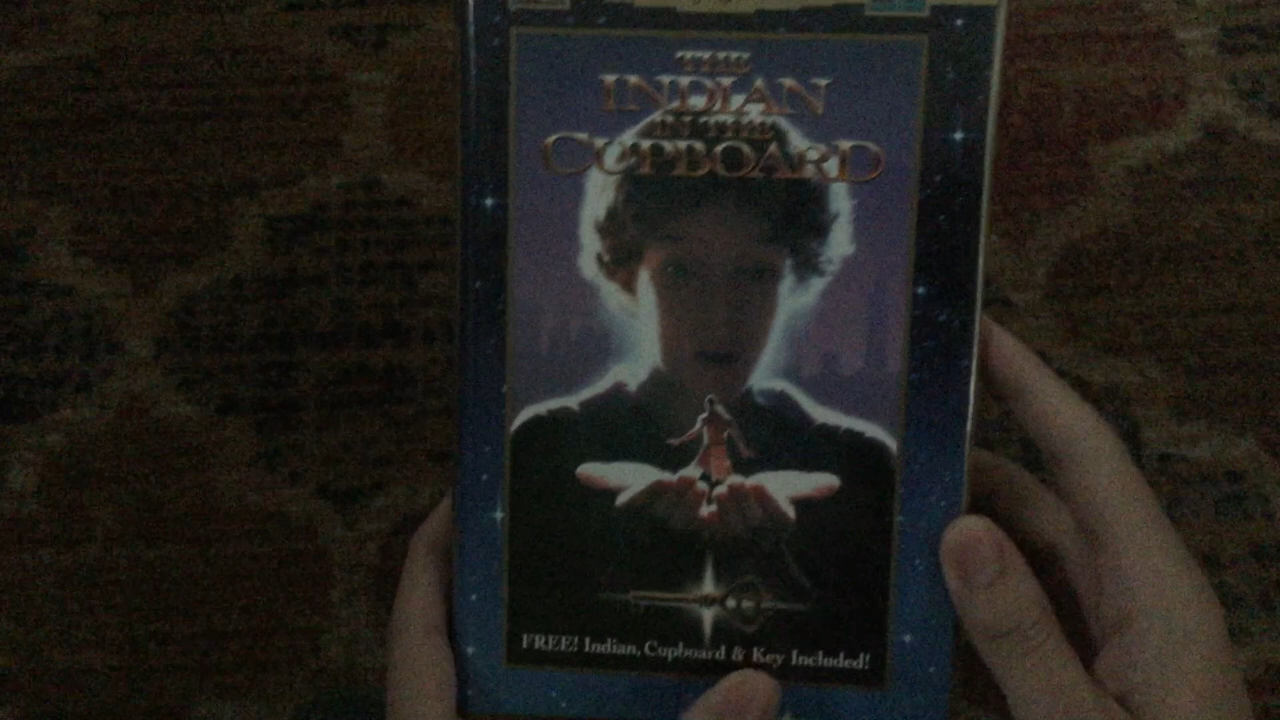 THE
INDIAN
IN THE
CUPBOARD
FREE! Indian, Cupboard & Key Included!